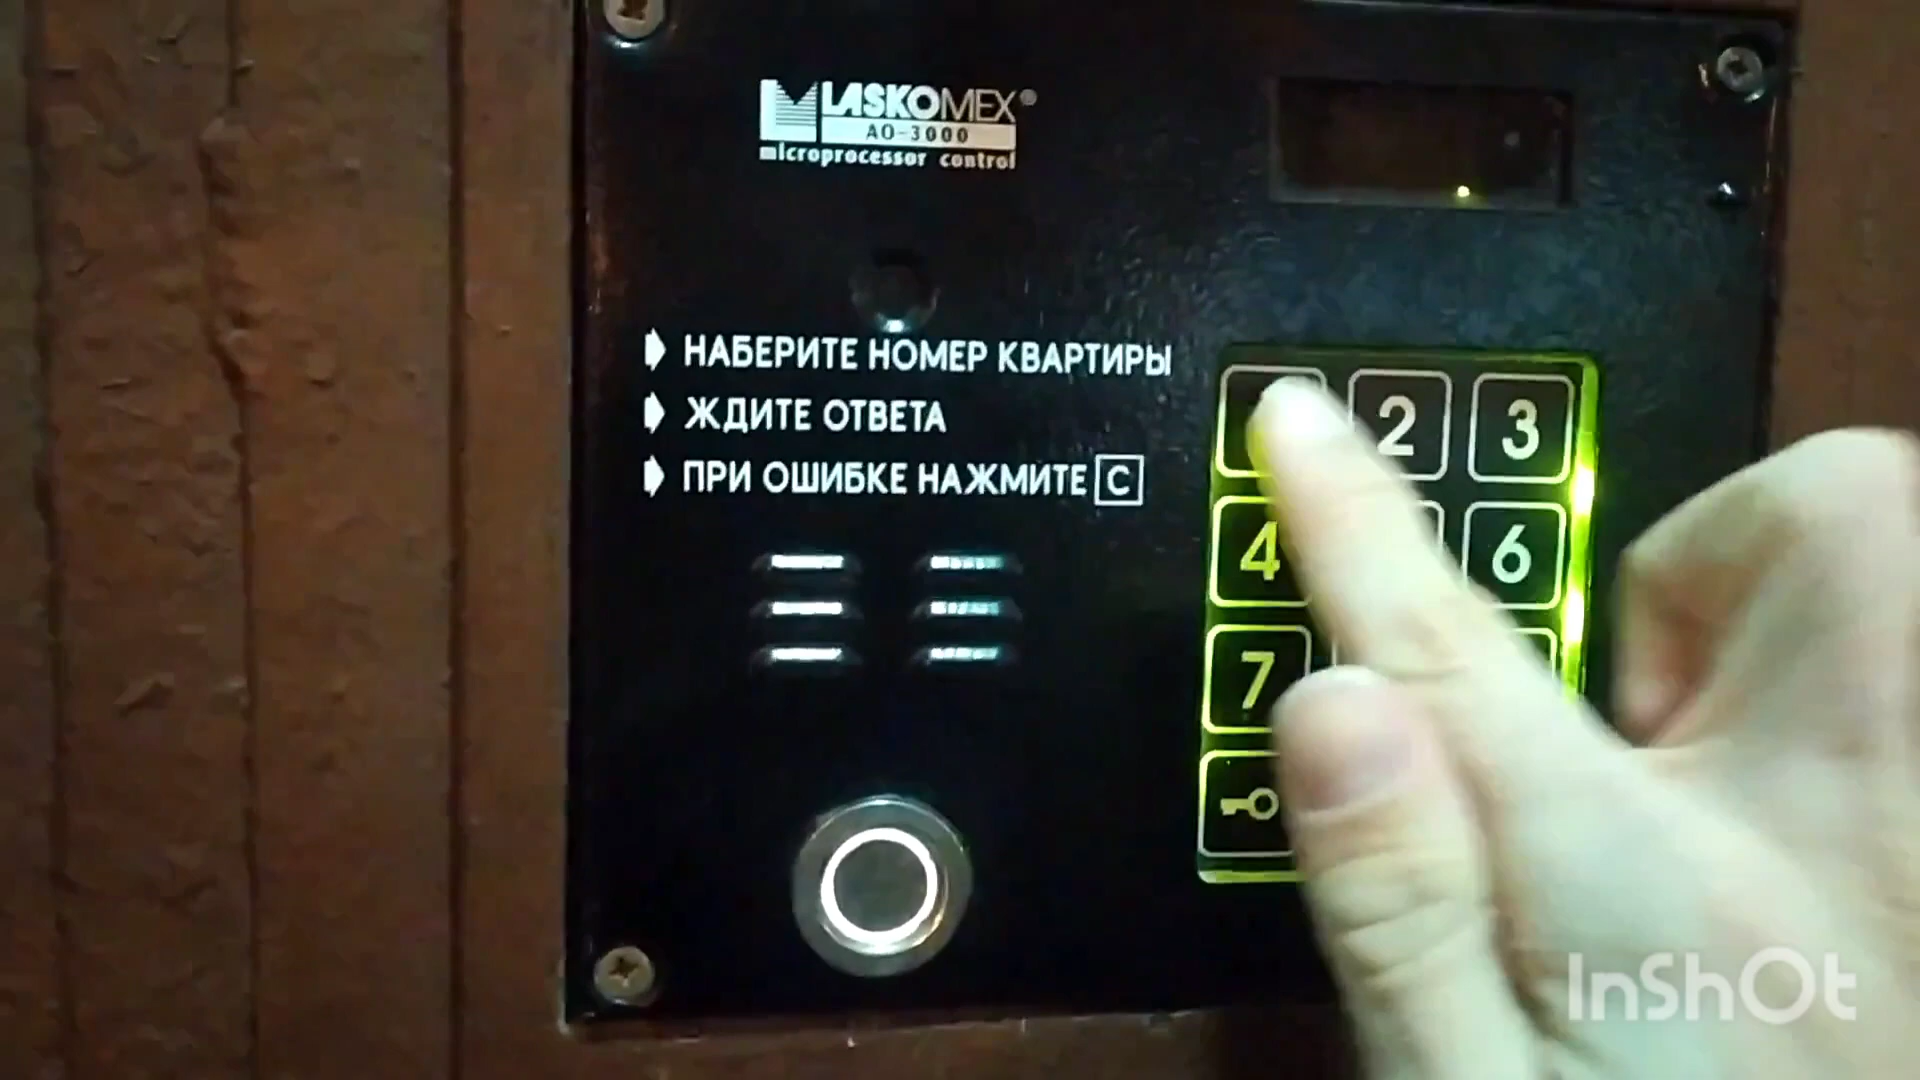 LASKOMEX®
AO-3000
microprocessor control
НАБЕРИТЕ НОМЕР КВАРТИРЫ
ЖДИТЕ ОТВЕТА
ПРИ ОШИБКЕ НАЖМИТЕ C
2 3
4 6
7
InShOt